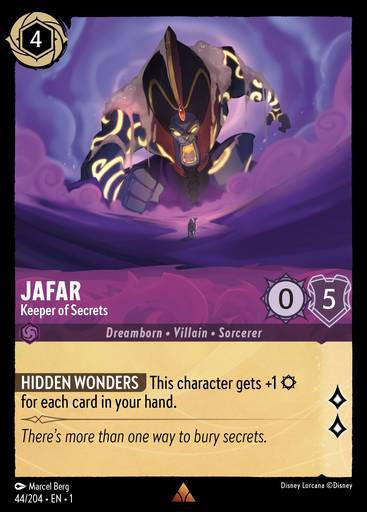 4
JAFAR
Keeper of Secrets
0 5
Dreamborn • Villain • Sorcerer
HIDDEN WONDERS This character gets +1
for each card in your hand.
There's more than one way to bury secrets.
Marcel Berg
44/204 • EN • 1
Disney Lorcana ©Disney